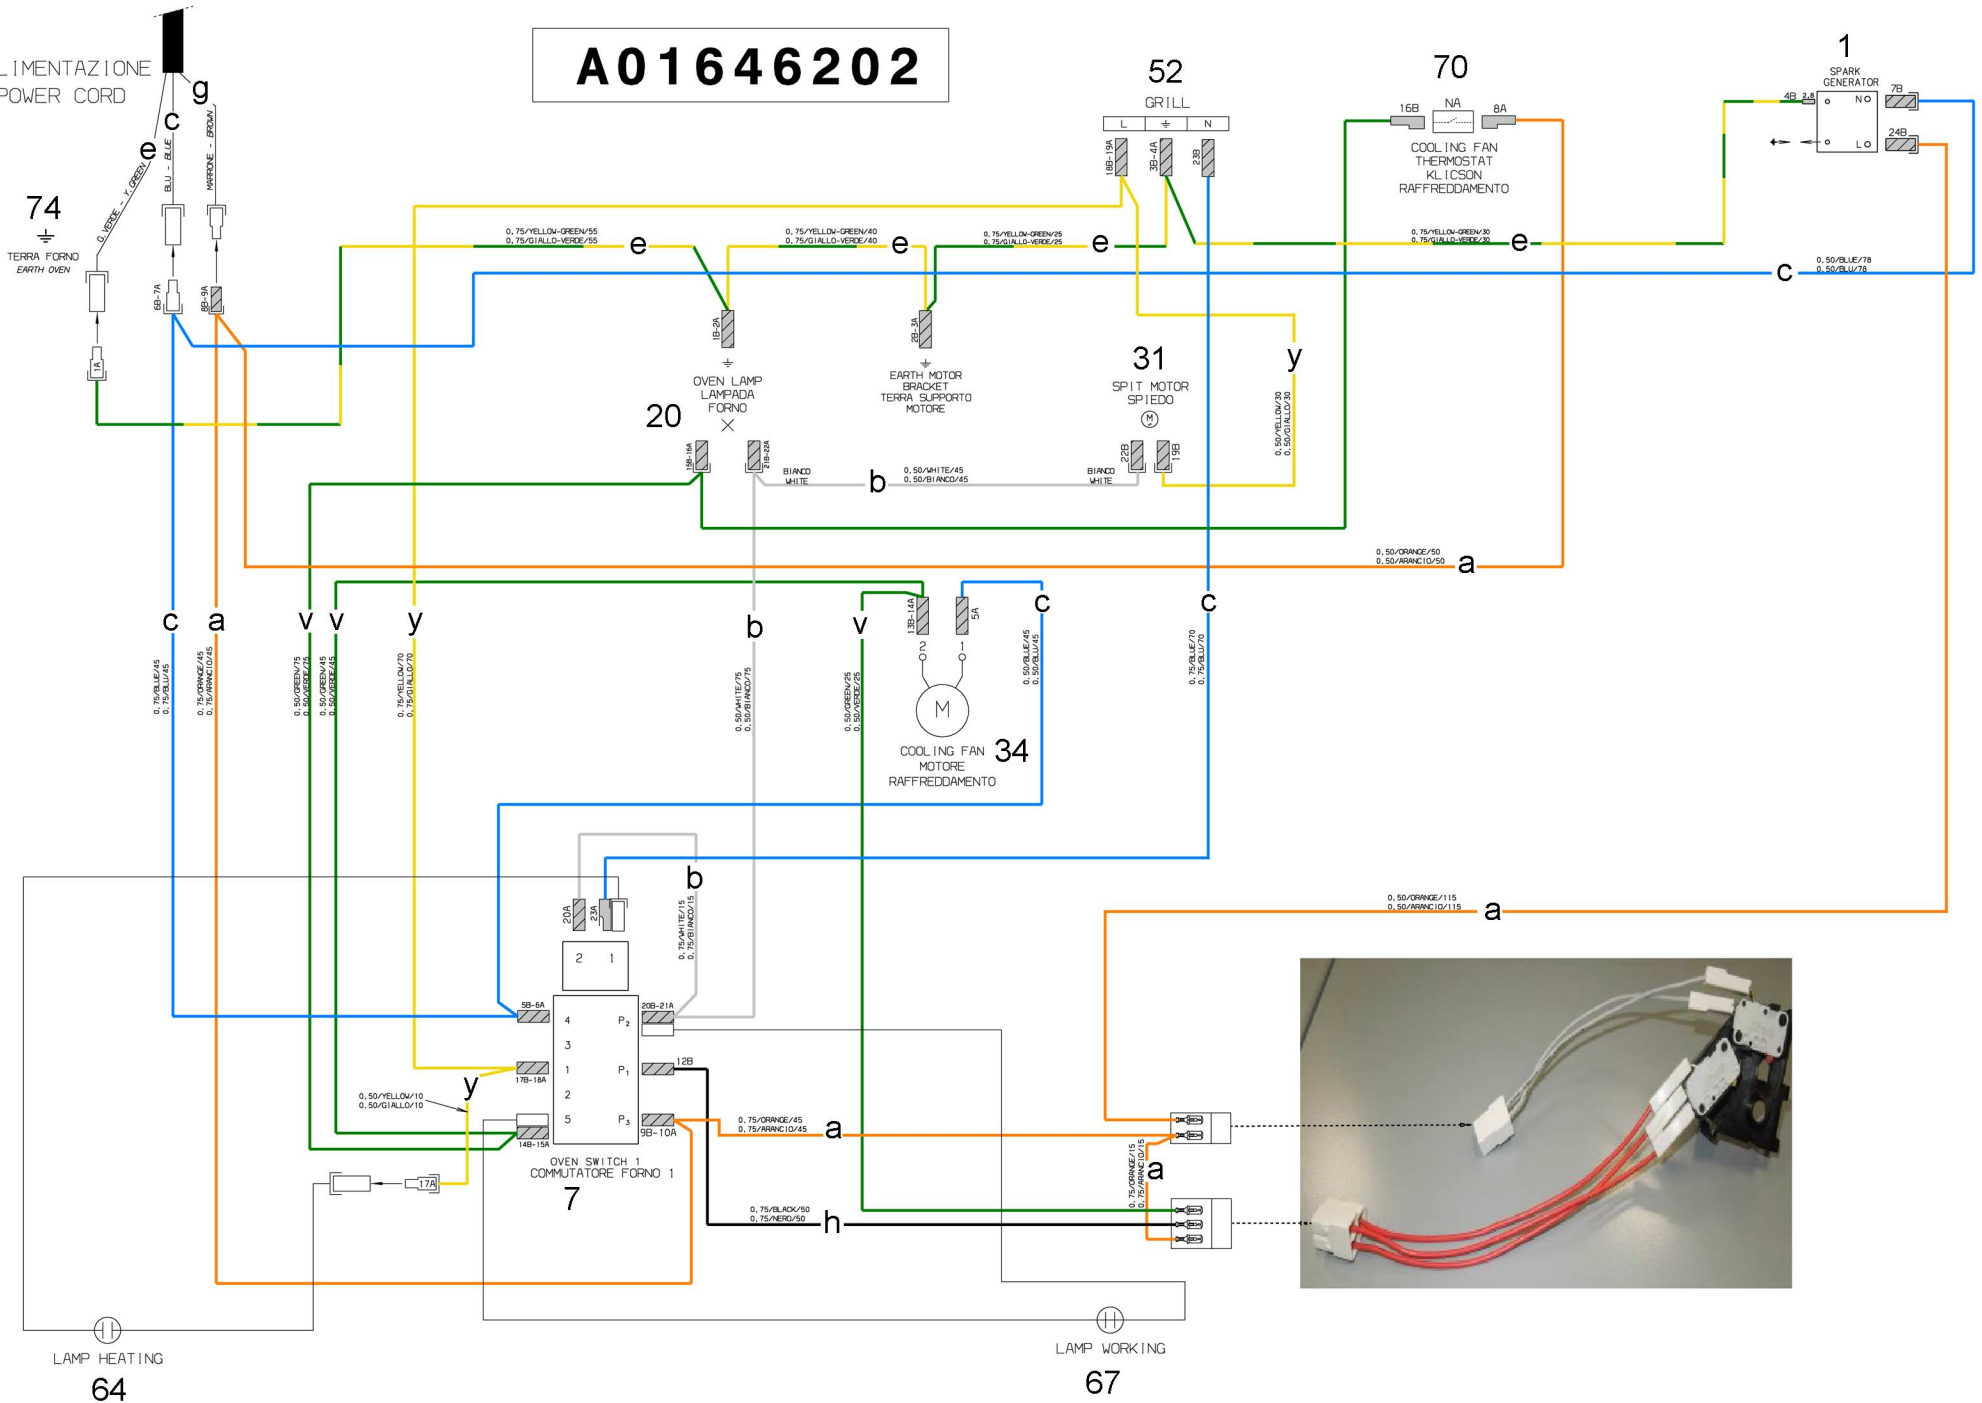 A01646202
LIMENTAZIONE
POWER CORD
g
c
e
BLU - BLUE
MARRONE - BROWN
G. VERDE - Y. GREEN
74
TERRA FORNO
EARTH OVEN
1A
6B-7A
8B-9A
52
GRILL
L
N
18B-19A
3B-4A
23B
70
16B
NA
8A
COOLING FAN
THERMOSTAT
KLICSON
RAFFREDDAMENTO
1
SPARK
GENERATOR
4B
2.8
N
L
7B
24B
0.75/YELLOW-GREEN/55
0.75/GIALLO-VERDE/55
e
0.75/YELLOW-GREEN/40
0.75/GIALLO-VERDE/40
e
0.75/YELLOW-GREEN/25
0.75/GIALLO-VERDE/25
e
0.75/YELLOW-GREEN/30
0.75/GIALLO-VERDE/30
e
c
0.50/BLUE/78
0.50/BLU/78
1B-2A
2B-3A
OVEN LAMP
LAMPADA
FORNO
20
EARTH MOTOR
BRACKET
TERRA SUPPORTO
MOTORE
31
SPIT MOTOR
SPIEDO
M
y
0.50/YELLOW/30
0.50/GIALLO/30
15B-16A
21B-22A
22B
19B
BIANCO
WHITE
b
0.50/WHITE/45
0.50/BIANCO/45
BIANCO
WHITE
0.50/ORANGE/50
0.50/ARANCIO/50
a
c
a
v
v
y
b
v
c
c
0.75/BLUE/45
0.75/BLU/45
0.75/ORANGE/45
0.75/ARANCIO/45
0.50/GREEN/75
0.50/VERDE/75
0.50/GREEN/45
0.50/VERDE/45
0.75/YELLOW/70
0.75/GIALLO/70
0.50/WHITE/75
0.50/BIANCO/75
0.50/GREEN/25
0.50/VERDE/25
13B-14A
5A
2
1
M
0.50/BLUE/45
0.50/BLU/45
0.75/BLUE/70
0.75/BLU/70
COOLING FAN
MOTORE
RAFFREDDAMENTO
34
b
20A
23A
0.75/WHITE/15
0.75/BIANCO/15
2 1
0.50/ORANGE/115
0.50/ARANCIO/115
a
5B-6A
20B-21A
4
P2
3
12B
1
P1
17B-18A
2
5
P3
14B-15A
9B-10A
y
0.50/YELLOW/10
0.50/GIALLO/10
0.75/ORANGE/45
0.75/ARANCIO/45
a
OVEN SWITCH 1
COMMUTATORE FORNO 1
7
17A
0.75/ORANGE/15
0.75/ARANCIO/15
a
0.75/BLACK/50
0.75/NERO/50
h
LAMP HEATING
64
LAMP WORKING
67